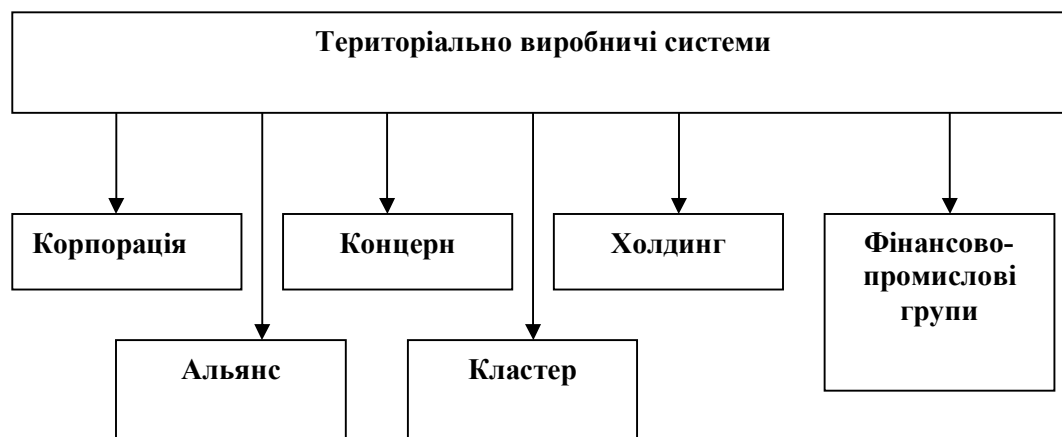 Територіально виробничі системи
Корпорація
Концерн
Холдинг
Фінансово-
промислові
групи
Альянс
Кластер